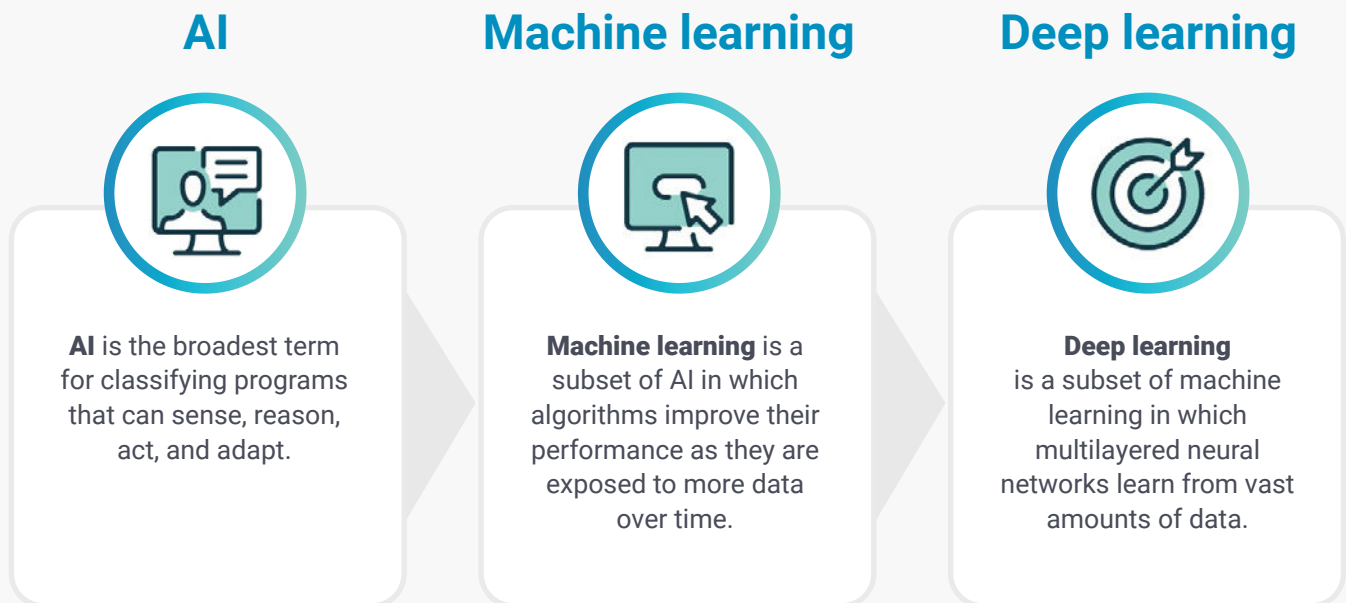 AI
Machine learning
Deep learning
AI is the broadest term
for classifying programs
that can sense, reason,
act, and adapt.
Machine learning is a
subset of AI in which
algorithms improve their
performance as they are
exposed to more data
over time.
Deep learning
is a subset of machine
learning in which
multilayered neural
networks learn from vast
amounts of data.